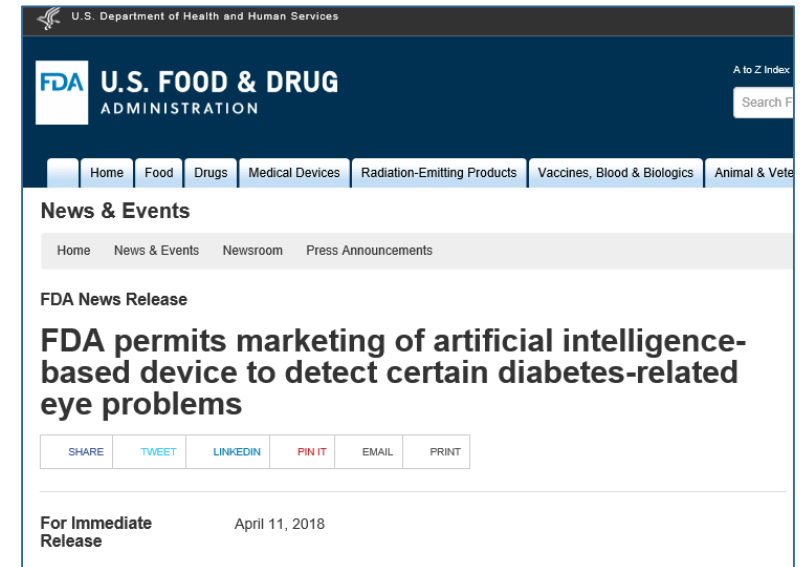 U.S. Department of Health and Human Services
FDA U.S. FOOD & DRUG
ADMINISTRATION
A to Z Index
Search F
Home Food Drugs Medical Devices Radiation-Emitting Products Vaccines, Blood & Biologics Animal & Vete
News & Events
Home News & Events Newsroom Press Announcements
FDA News Release
FDA permits marketing of artificial intelligence-
based device to detect certain diabetes-related
eye problems
SHARE TWEET LINKEDIN PIN IT EMAIL PRINT
For Immediate April 11, 2018
Release